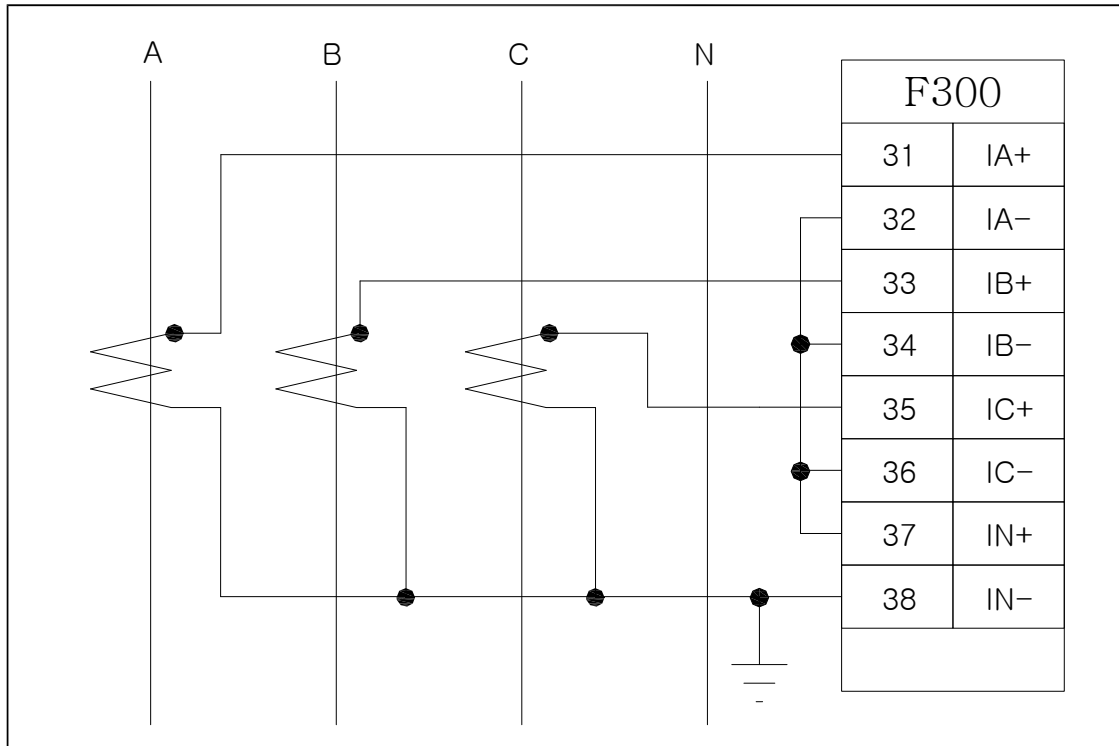 A B C N
F300
31 IA+
32 IA-
33 IB+
34 IB-
35 IC+
36 IC-
37 IN+
38 IN-